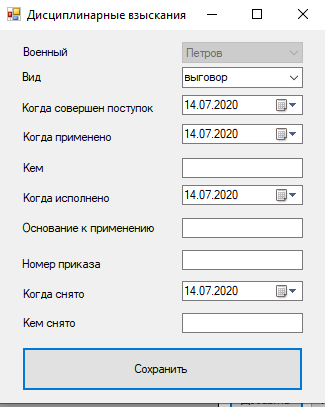 Дисциплинарные взыскания
Военный Петров
Вид выговор
Когда совершен поступок 14.07.2020
Когда применено 14.07.2020
Кем
Когда исполнено 14.07.2020
Основание к применению
Номер приказа
Когда снято 14.07.2020
Кем снято
Сохранить